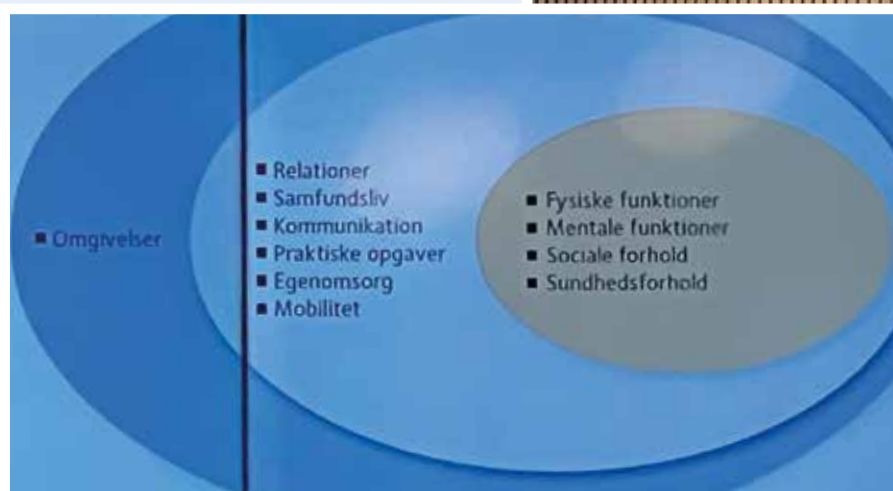 ■ Omgivelser
■ Relationer
■ Samfundsliv
■ Kommunikation
■ Praktiske opgaver
■ Egenomsorg
■ Mobilitet
■ Fysiske funktioner
■ Mentale funktioner
■ Sociale forhold
■ Sundhedsforhold